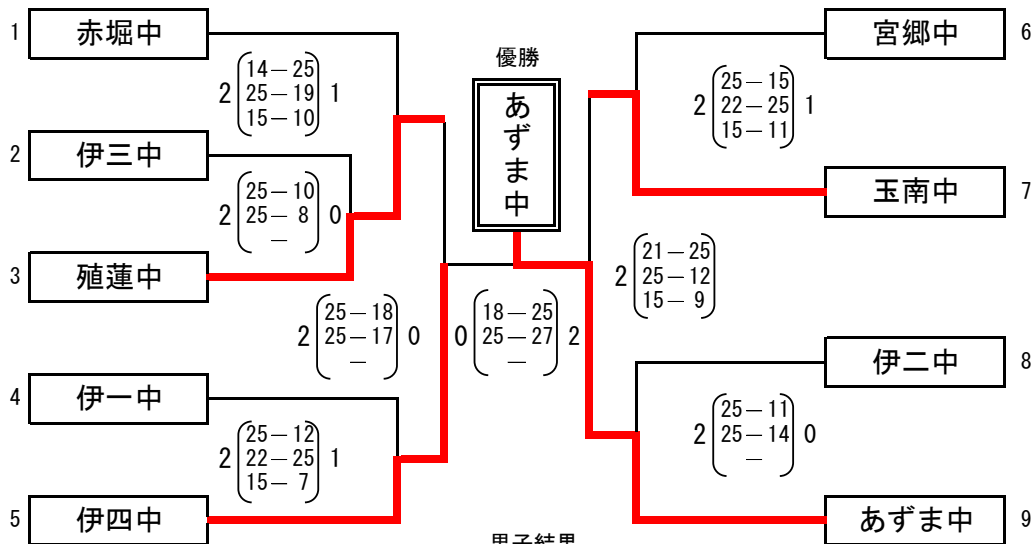 1 赤堀中
宮郷中 6
優勝
あずま中
2 14－25 1
25－19
15－10
2 25－15 1
22－25
15－11
2 伊三中
玉南中 7
2 25－10 0
25－ 8
－
3 殖蓮中
2 21－25
25－12
15－ 9
2 25－18 0
25－17
－
0 18－25 2
25－27
－
4 伊一中
伊二中 8
2 25－12 1
22－25
15－ 7
2 25－11 0
25－14
－
5 伊四中
あずま中 9
男子結果